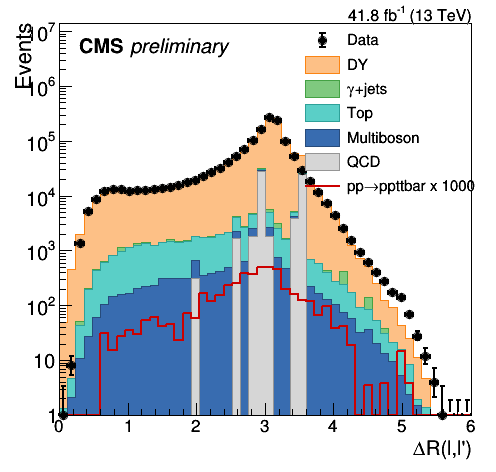 41.8 fb⁻¹ (13 TeV)
Events
CMS preliminary
Data
DY
γ+jets
Top
Multiboson
QCD
pp→ppttbar x 1000
10⁷
10⁶
10⁵
10⁴
10³
10²
10
1
0 1 2 3 4 5 6
ΔR(l,l')